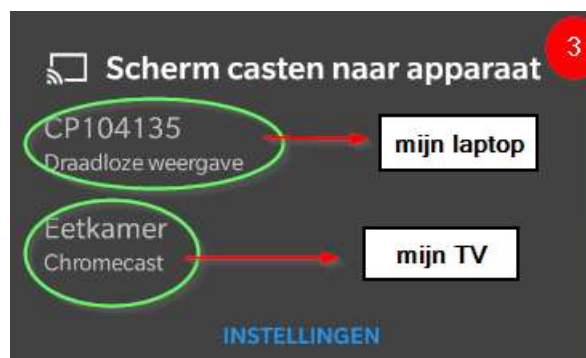 3
Scherm casten naar apparaat
CP104135
Draadloze weergave
mijn laptop
Eetkamer
Chromecast
mijn TV
INSTELLINGEN